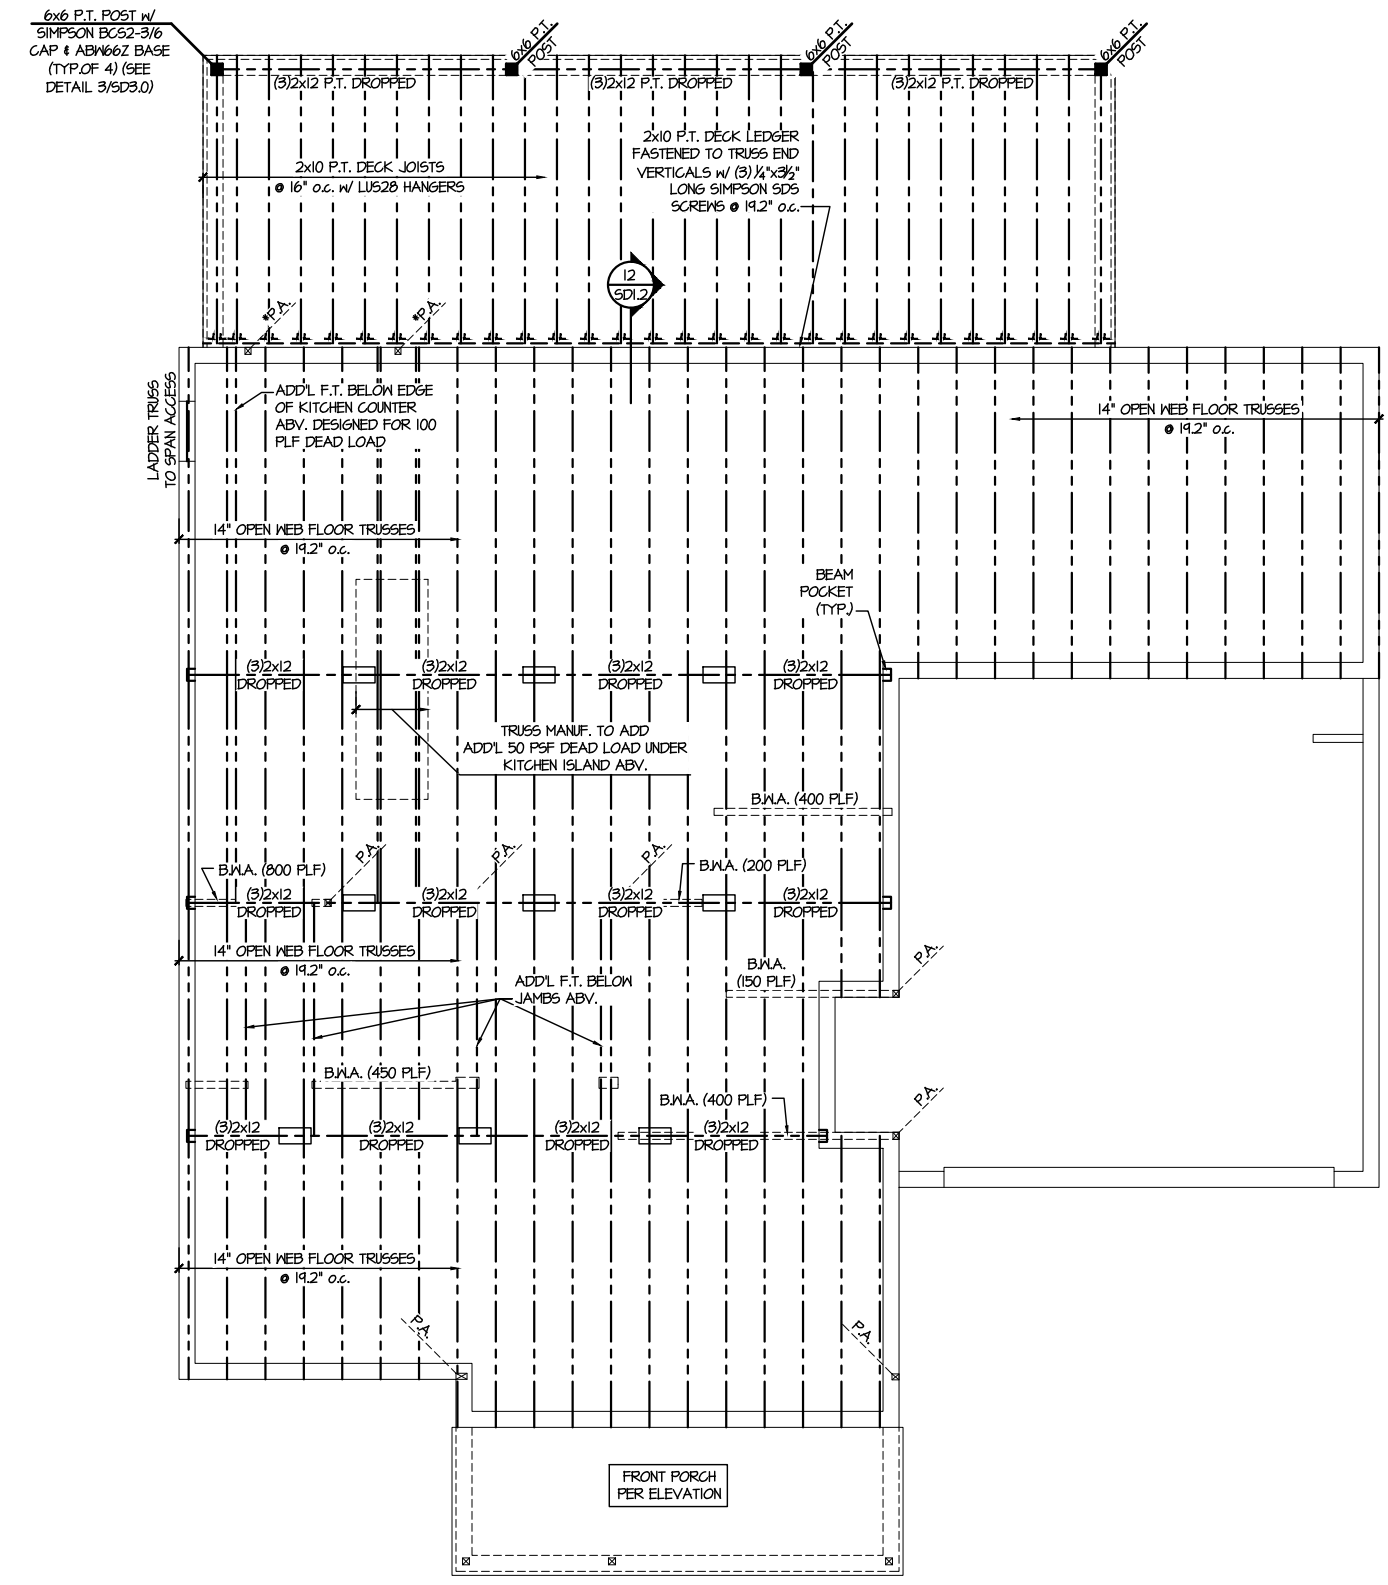 6x6 P.T. POST W/
SIMPSON BCS2-3/6
CAP & ABW66Z BASE
(TYP.OF 4) (SEE
DETAIL 3/SD3.0)
6x6 P.T.
POST
6x6 P.T.
POST
6x6 P.T.
POST
(3)2x12 P.T. DROPPED
(3)2x12 P.T. DROPPED
(3)2x12 P.T. DROPPED
2x10 P.T. DECK JOISTS
@ 16" o.c. W/ LUS28 HANGERS
2x10 P.T. DECK LEDGER
FASTENED TO TRUSS END
VERTICALS W/ (3) 1/4"x3 1/2"
LONG SIMPSON SDS
SCREWS @ 19.2" o.c.
12
SD1.2
*P.A.
*P.A.
LADDER TRUSS
TO SPAN ACCESS
ADD'L F.T. BELOW EDGE
OF KITCHEN COUNTER
ABV. DESIGNED FOR 100
PLF DEAD LOAD
14" OPEN WEB FLOOR TRUSSES
@ 19.2" o.c.
14" OPEN WEB FLOOR TRUSSES
@ 19.2" o.c.
BEAM
POCKET
(TYP.)
(3)2x12
DROPPED
(3)2x12
DROPPED
(3)2x12
DROPPED
(3)2x12
DROPPED
TRUSS MANUF. TO ADD
ADD'L 50 PSF DEAD LOAD UNDER
KITCHEN ISLAND ABV.
B.W.A. (400 PLF)
P.A.
P.A.
P.A.
B.W.A. (800 PLF)
B.W.A. (200 PLF)
(3)2x12
DROPPED
(3)2x12
DROPPED
(3)2x12
DROPPED
(3)2x12
DROPPED
14" OPEN WEB FLOOR TRUSSES
@ 19.2" o.c.
P.A.
B.W.A.
(150 PLF)
ADD'L F.T. BELOW
JAMBS ABV.
B.W.A. (450 PLF)
B.W.A. (400 PLF)
P.A.
(3)2x12
DROPPED
(3)2x12
DROPPED
(3)2x12
DROPPED
(3)2x12
DROPPED
14" OPEN WEB FLOOR TRUSSES
@ 19.2" o.c.
P.A.
P.A.
FRONT PORCH
PER ELEVATION